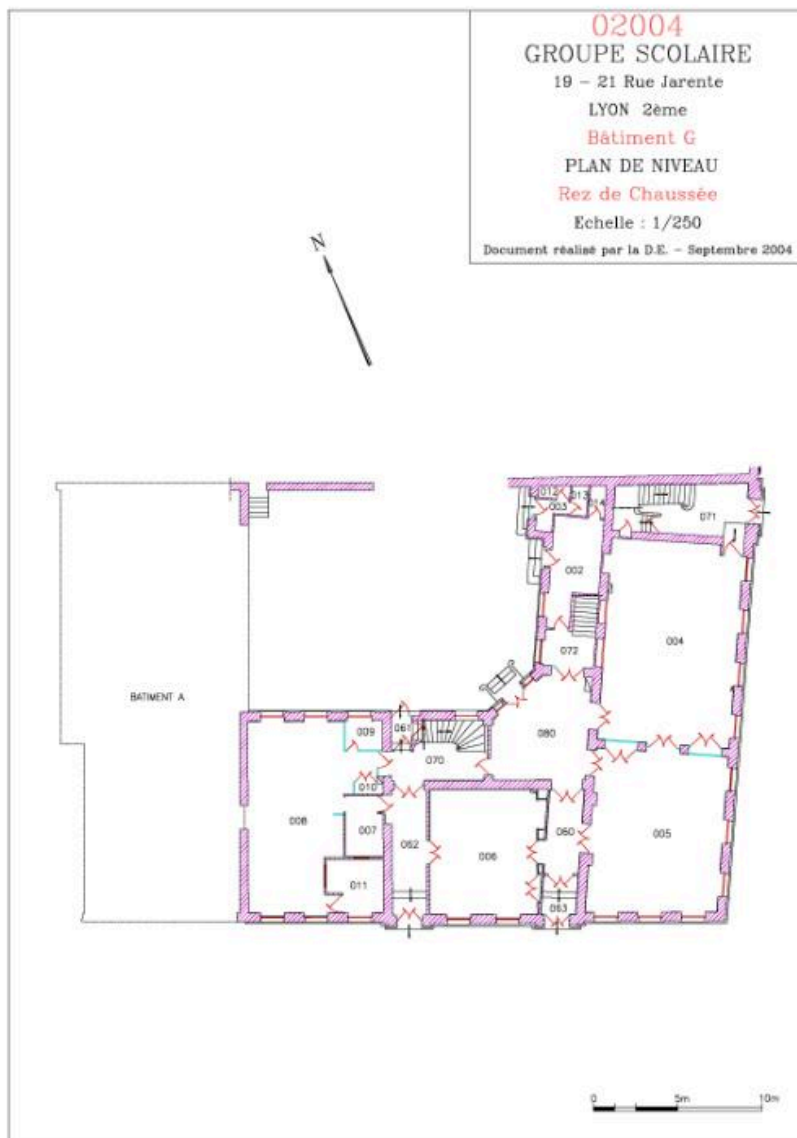 02004
GROUPE SCOLAIRE
19 - 21 Rue Jarente
LYON 2ème
Bâtiment G
PLAN DE NIVEAU
Rez de Chaussée
Echelle : 1/250
Document réalisé par la D.E. - Septembre 2004
N
012
013
014
003
071
002
004
072
BATIMENT A
009
061
080
070
010
008
007
062
006
060
005
011
063
0
5m
10m